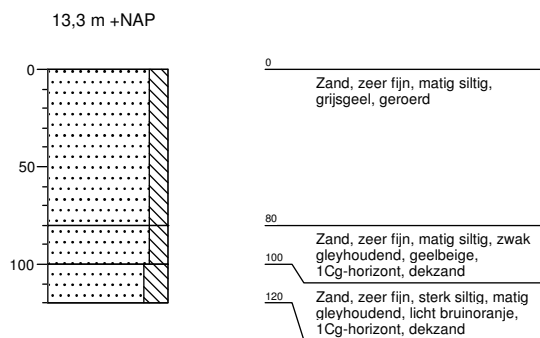 13,3 m +NAP
0
50
100
0
Zand, zeer fijn, matig siltig,
grijsgeel, geroerd
80
Zand, zeer fijn, matig siltig, zwak
gleyhoudend, geelbeige,
1Cg-horizont, dekzand
100
Zand, zeer fijn, sterk siltig, matig
gleyhoudend, licht bruinoranje,
1Cg-horizont, dekzand
120